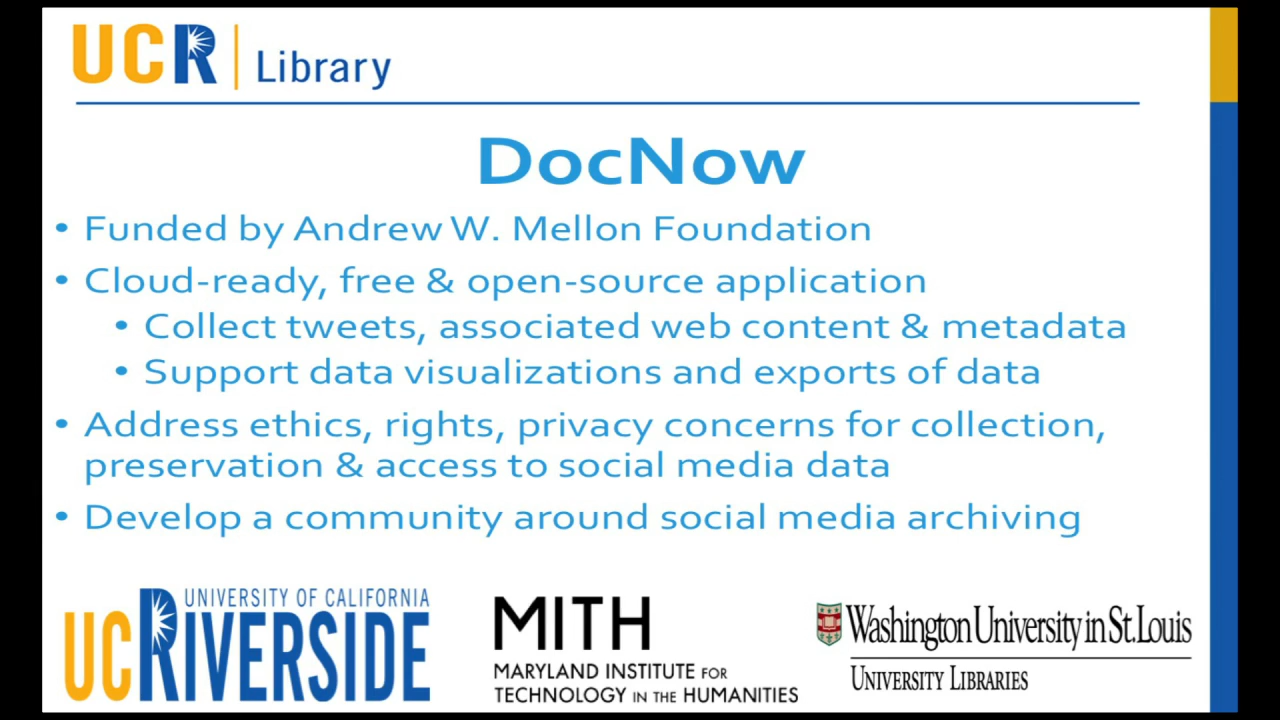 UCR | Library
DocNow
• Funded by Andrew W. Mellon Foundation
• Cloud-ready, free & open-source application
• Collect tweets, associated web content & metadata
• Support data visualizations and exports of data
• Address ethics, rights, privacy concerns for collection,
preservation & access to social media data
• Develop a community around social media archiving
UNIVERSITY OF CALIFORNIA
UCRIVERSIDE
MITH
MARYLAND INSTITUTE FOR
TECHNOLOGY IN THE HUMANITIES
Washington University in St. Louis
UNIVERSITY LIBRARIES